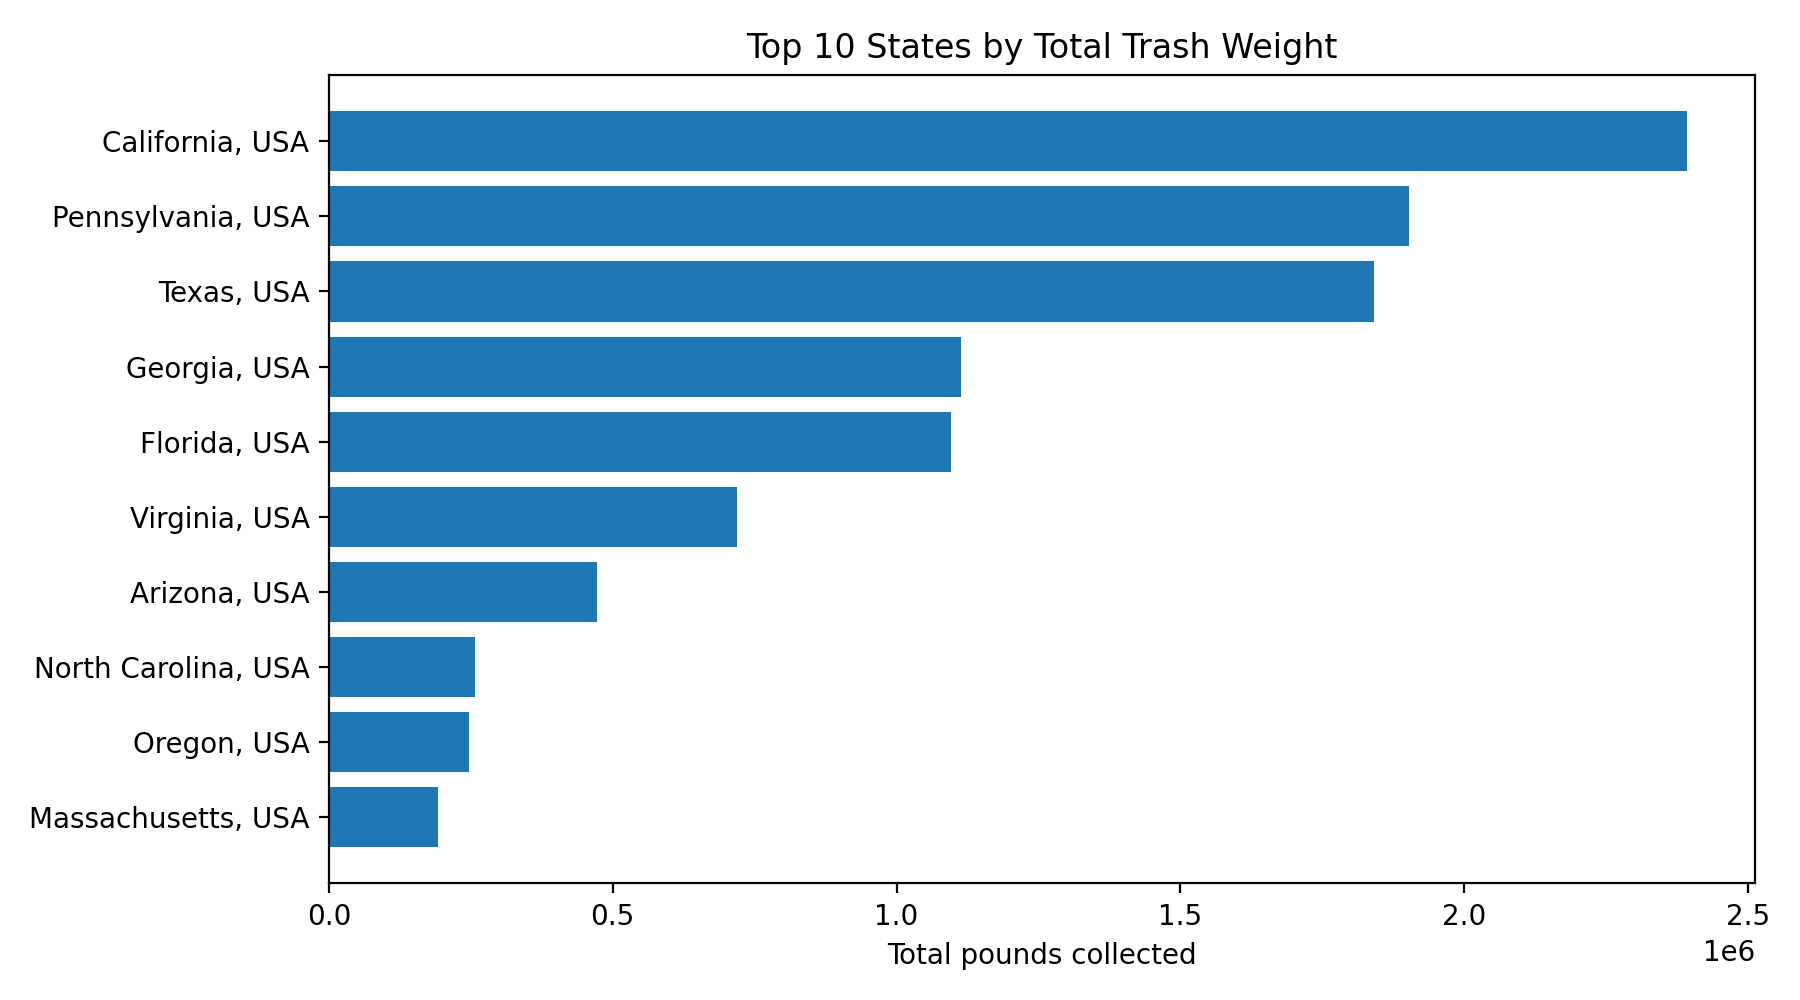 Top 10 States by Total Trash Weight
California, USA
Pennsylvania, USA
Texas, USA
Georgia, USA
Florida, USA
Virginia, USA
Arizona, USA
North Carolina, USA
Oregon, USA
Massachusetts, USA
0.0 0.5 1.0 1.5 2.0 2.5
Total pounds collected 1e6